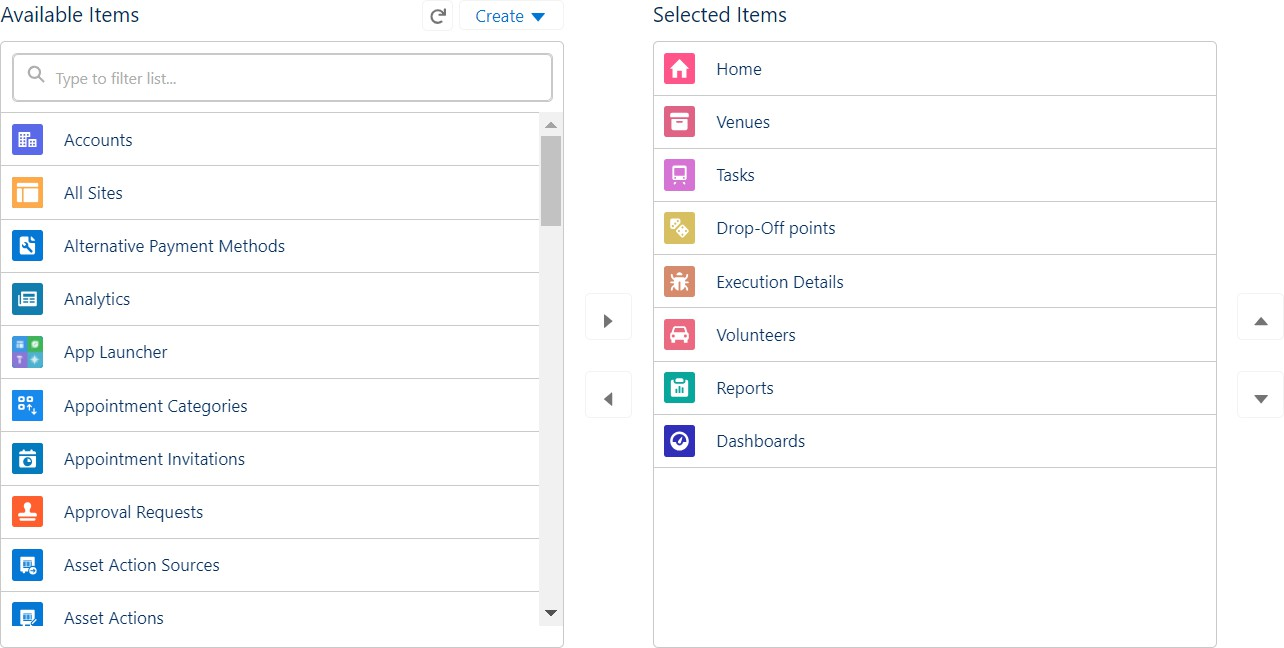 Available Items
Create
Type to filter list...
Accounts
All Sites
Alternative Payment Methods
Analytics
App Launcher
Appointment Categories
Appointment Invitations
Approval Requests
Asset Action Sources
Asset Actions
Selected Items
Home
Venues
Tasks
Drop-Off points
Execution Details
Volunteers
Reports
Dashboards